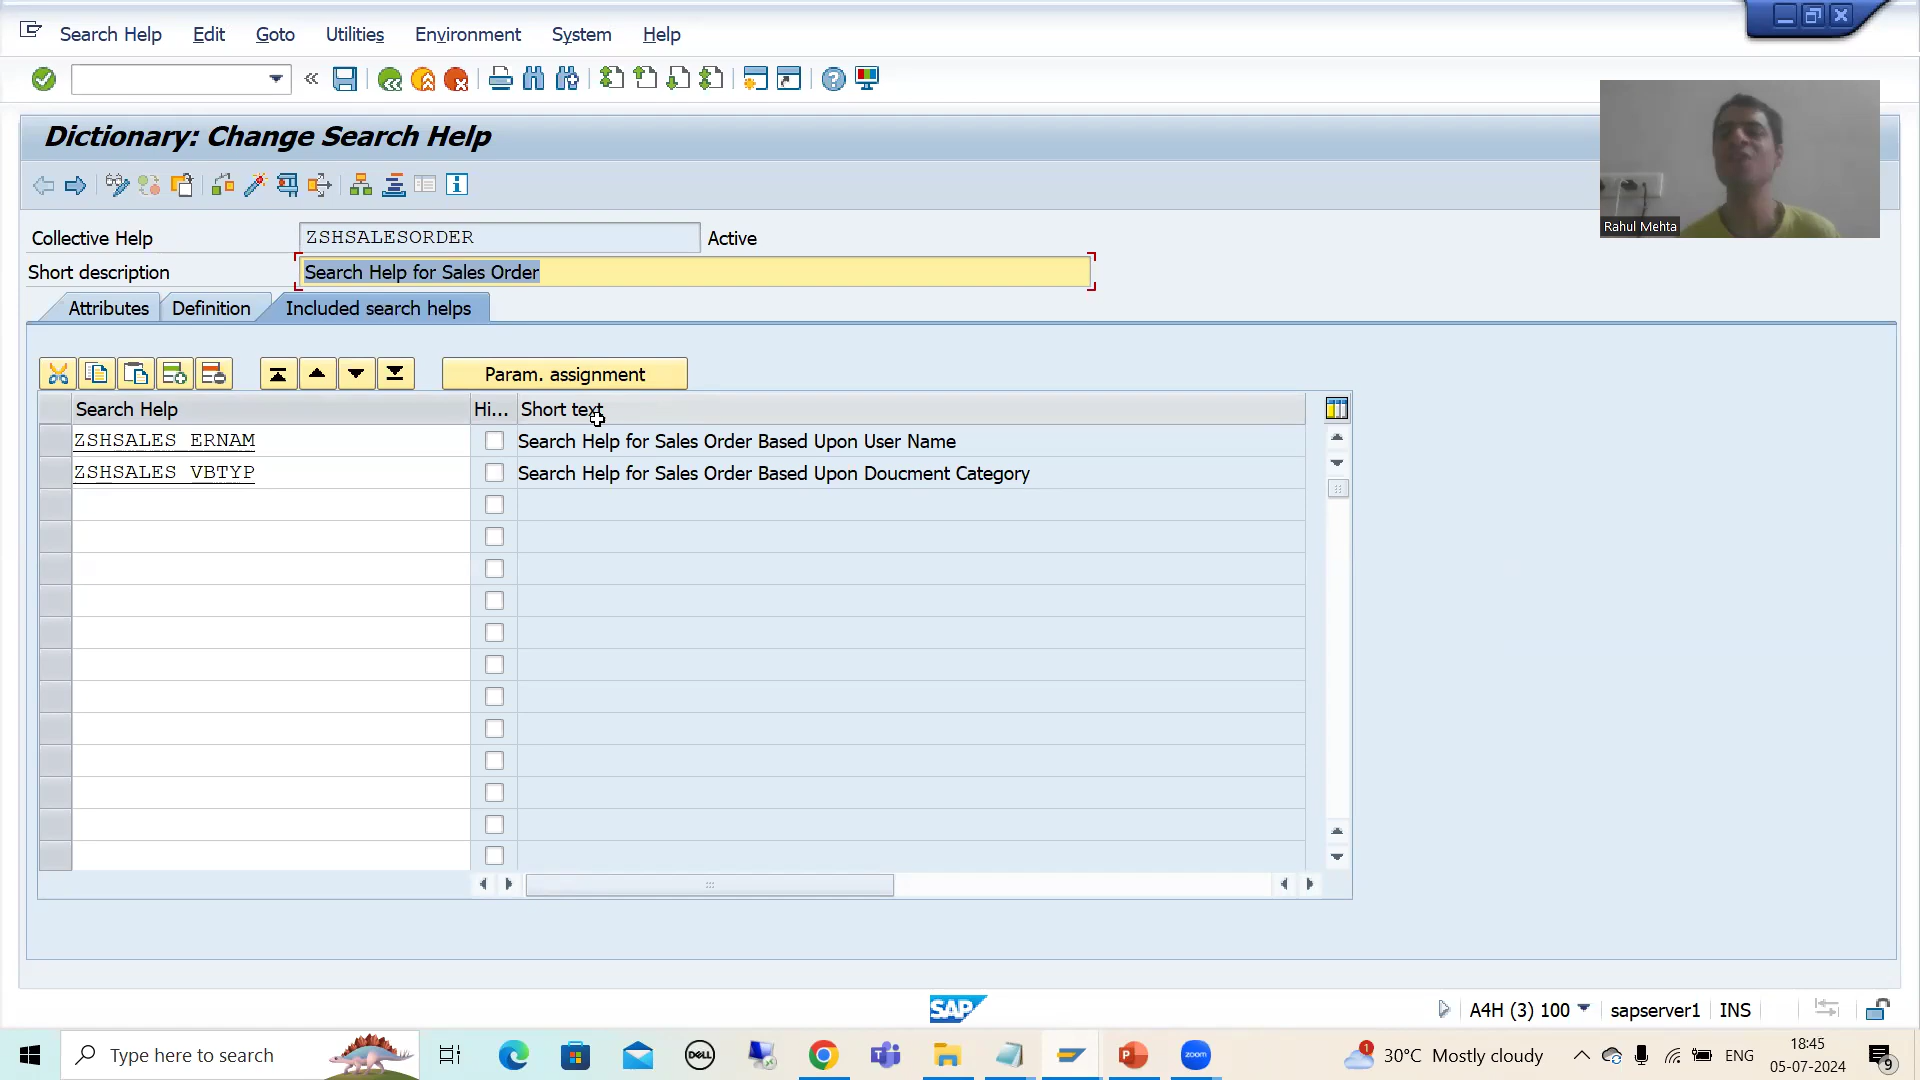 Search Help Edit Goto Utilities Environment System Help
Dictionary: Change Search Help
Rahul Mehta
Collective Help ZSHSALESORDER Active
Short description Search Help for Sales Order
Attributes Definition Included search helps
Param. assignment
Search Help Hi... Short text
ZSHSALES_ERNAM Search Help for Sales Order Based Upon User Name
ZSHSALES_VBTYP Search Help for Sales Order Based Upon Doucment Category
SAP A4H (3) 100 sapserver1 INS
Type here to search DELL zoom 1 30°C Mostly cloudy ENG 18:45
05-07-2024 9